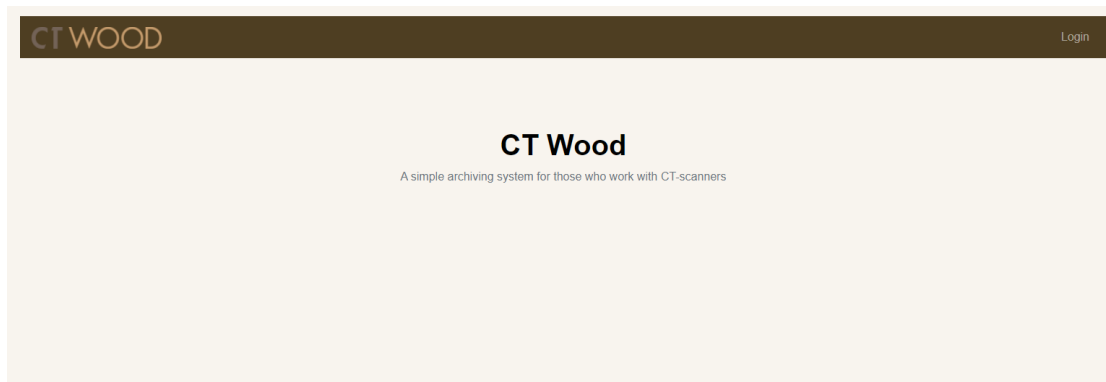 CT WOOD
Login
CT Wood
A simple archiving system for those who work with CT-scanners